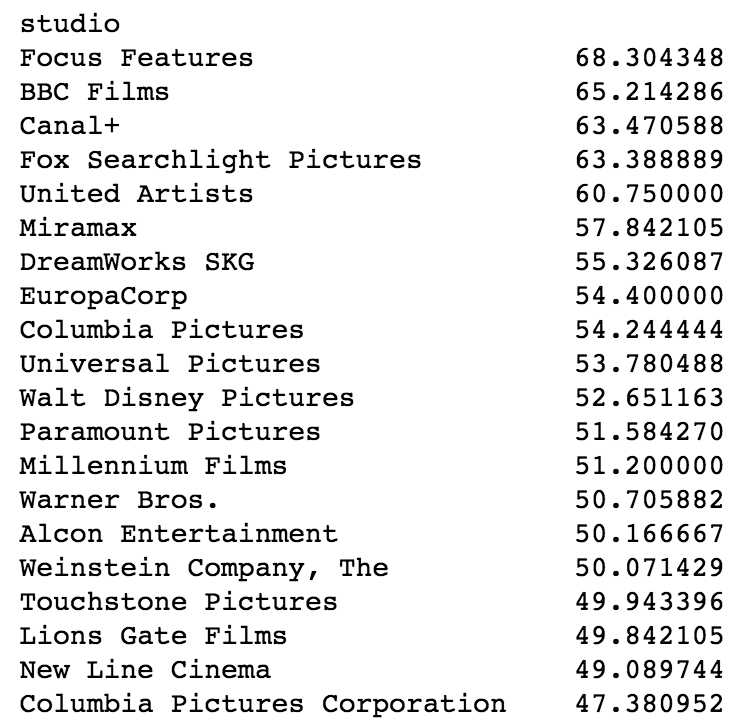 studio
Focus Features 68.304348
BBC Films 65.214286
Canal+ 63.470588
Fox Searchlight Pictures 63.388889
United Artists 60.750000
Miramax 57.842105
DreamWorks SKG 55.326087
EuropaCorp 54.400000
Columbia Pictures 54.244444
Universal Pictures 53.780488
Walt Disney Pictures 52.651163
Paramount Pictures 51.584270
Millennium Films 51.200000
Warner Bros. 50.705882
Alcon Entertainment 50.166667
Weinstein Company, The 50.071429
Touchstone Pictures 49.943396
Lions Gate Films 49.842105
New Line Cinema 49.089744
Columbia Pictures Corporation 47.380952